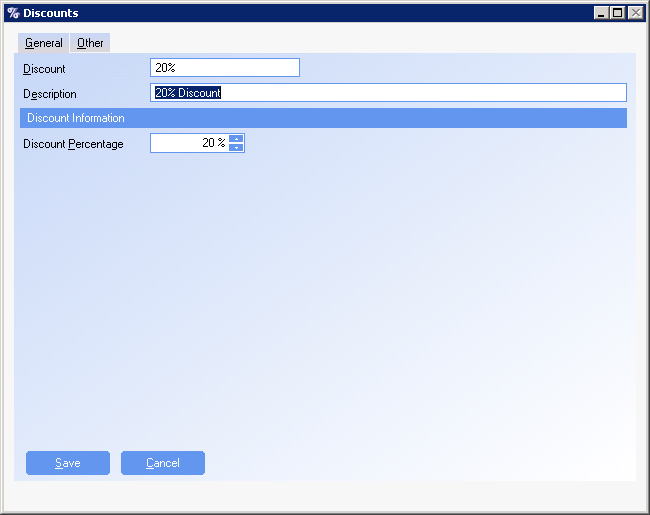 Discounts
General Other
Discount 20%
Description 20% Discount
Discount Information
Discount Percentage 20 %
Save Cancel